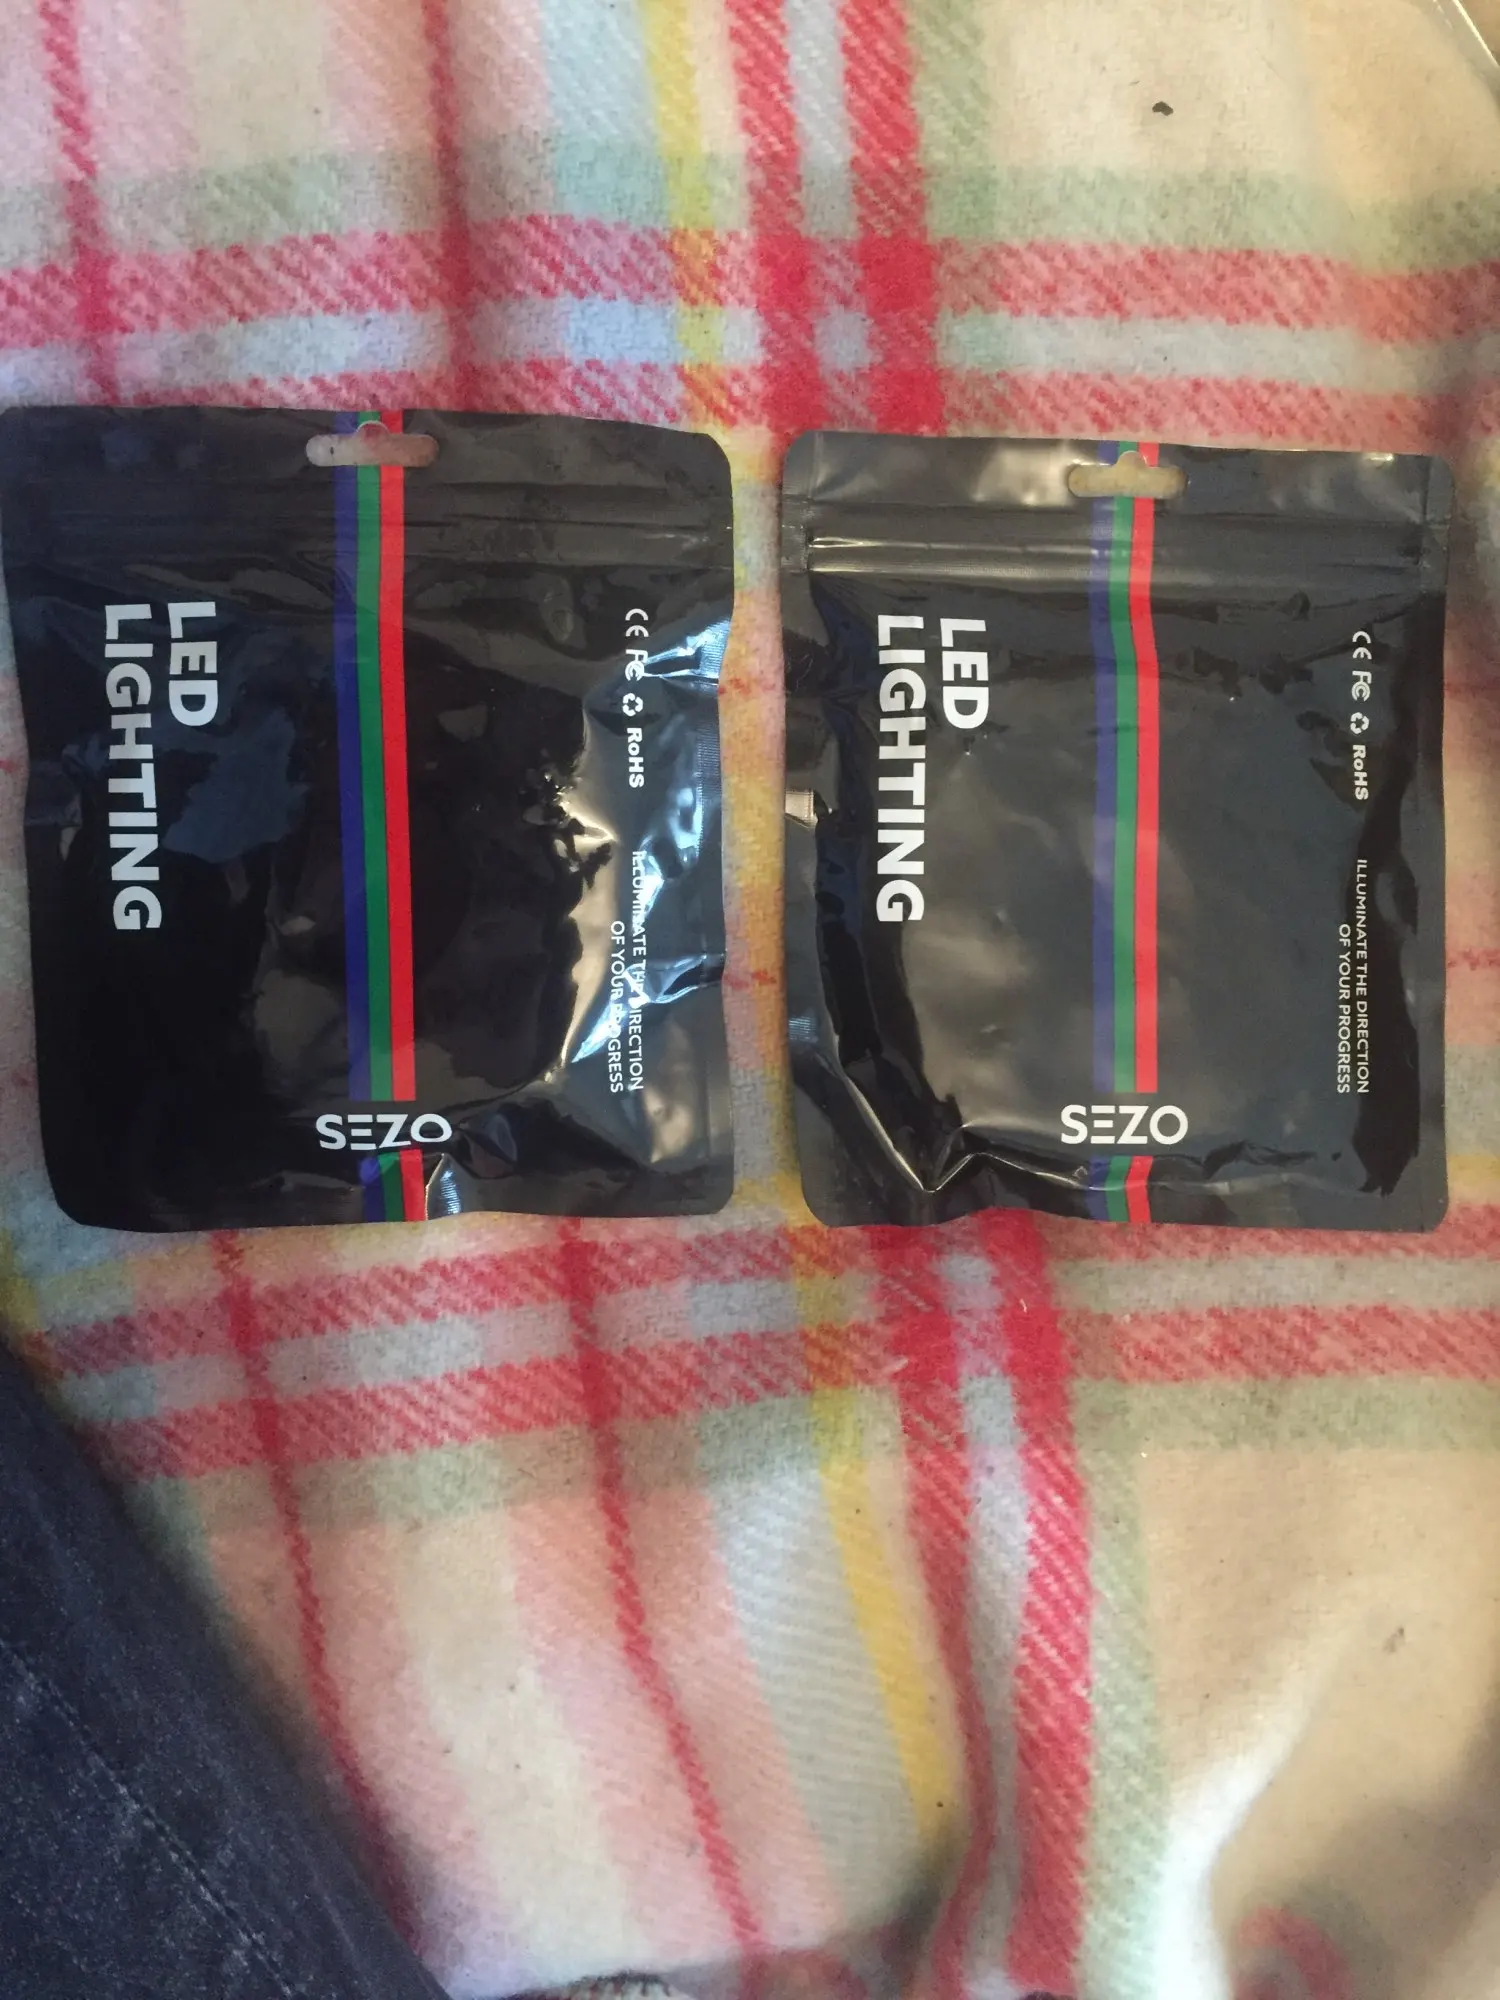 LED
LIGHTING
CE FC RoHS
ILLUMINATE THE DIRECTION
OF YOUR PROGRESS
SEZO
LED
LIGHTING
CE FC RoHS
ILLUMINATE THE DIRECTION
OF YOUR PROGRESS
SEZO